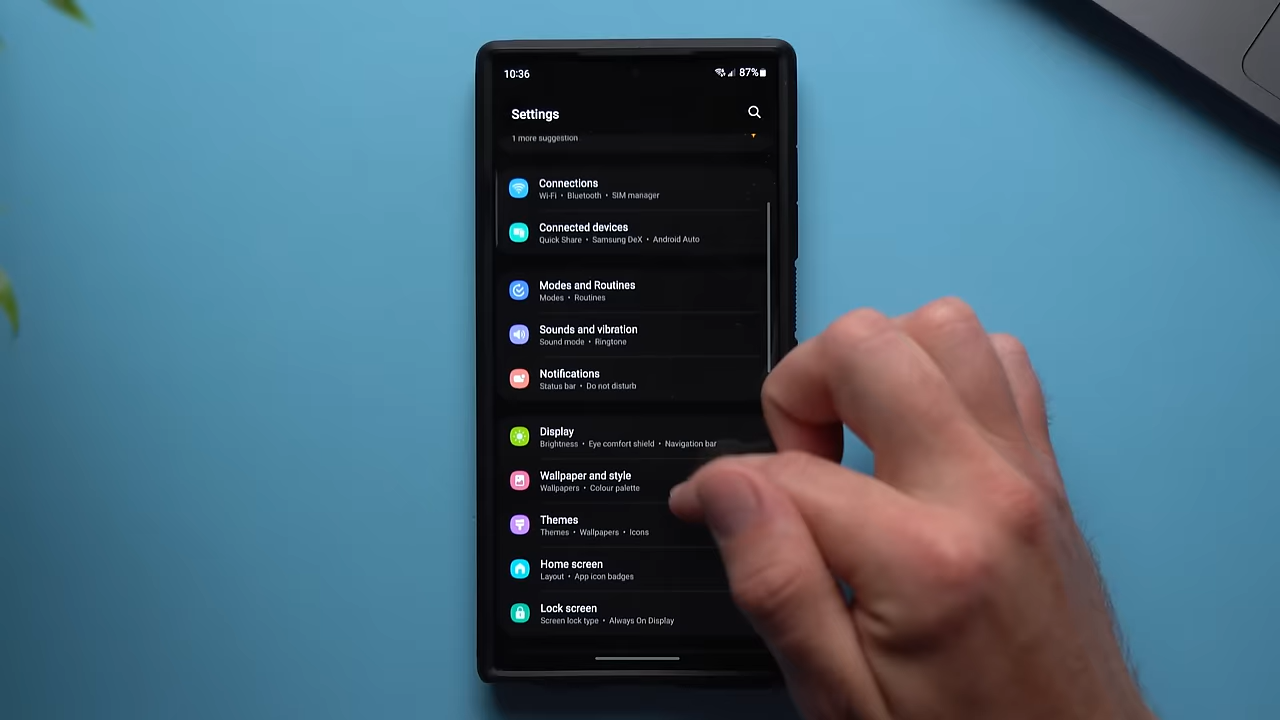 10:36
87%
Settings
1 more suggestion
Connections
Wi-Fi • Bluetooth • SIM manager
Connected devices
Quick Share • Samsung DeX • Android Auto
Modes and Routines
Modes • Routines
Sounds and vibration
Sound mode • Ringtone
Notifications
Status bar • Do not disturb
Display
Brightness • Eye comfort shield • Navigation bar
Wallpaper and style
Wallpapers • Colour palette
Themes
Themes • Wallpapers • Icons
Home screen
Layout • App icon badges
Lock screen
Screen lock type • Always On Display